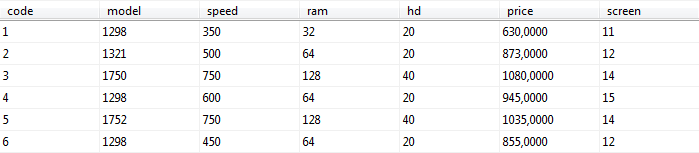 code model speed ram hd price screen
1 1298 350 32 20 630,0000 11
2 1321 500 64 20 873,0000 12
3 1750 750 128 40 1080,0000 14
4 1298 600 64 20 945,0000 15
5 1752 750 128 40 1035,0000 14
6 1298 450 64 20 855,0000 12